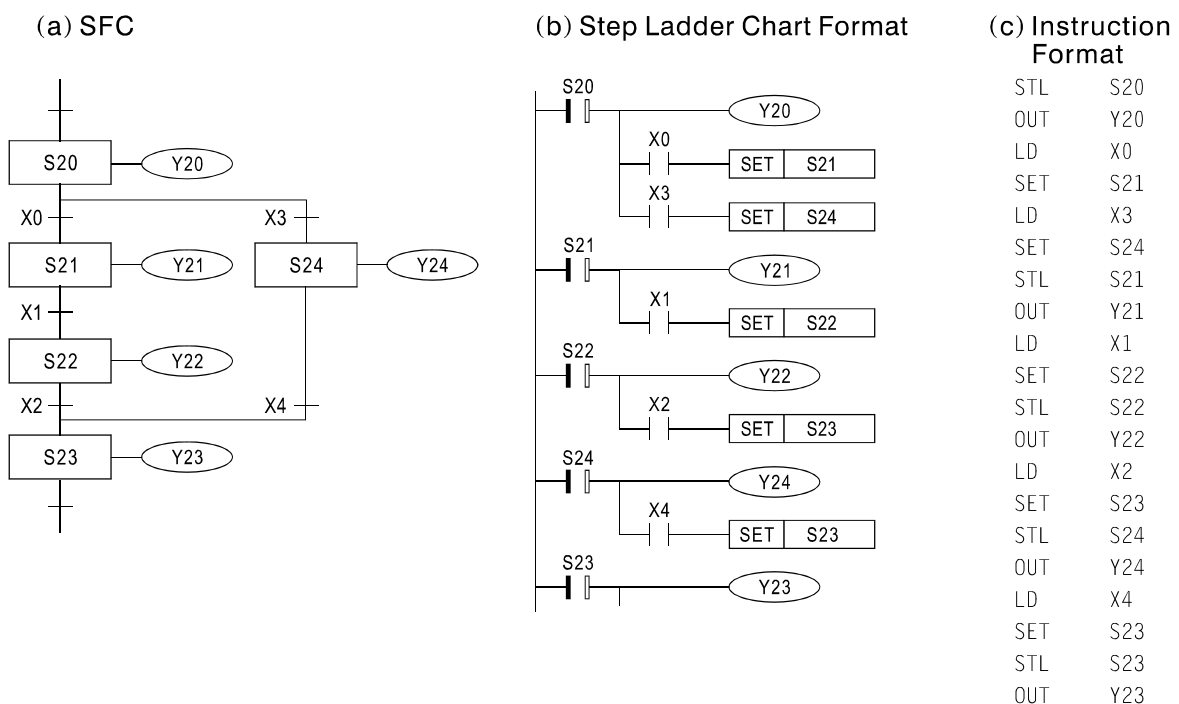 (a) SFC
S20 Y20
X0 X3
S21 Y21 S24 Y24
X1
S22 Y22
X2 X4
S23 Y23
(b) Step Ladder Chart Format
S20
Y20
X0
SET S21
X3
SET S24
S21
Y21
X1
SET S22
S22
Y22
X2
SET S23
S24
Y24
X4
SET S23
S23
Y23
(c) Instruction
Format
STL S20
OUT Y20
LD X0
SET S21
LD X3
SET S24
STL S21
OUT Y21
LD X1
SET S22
STL S22
OUT Y22
LD X2
SET S23
STL S24
OUT Y24
LD X4
SET S23
STL S23
OUT Y23